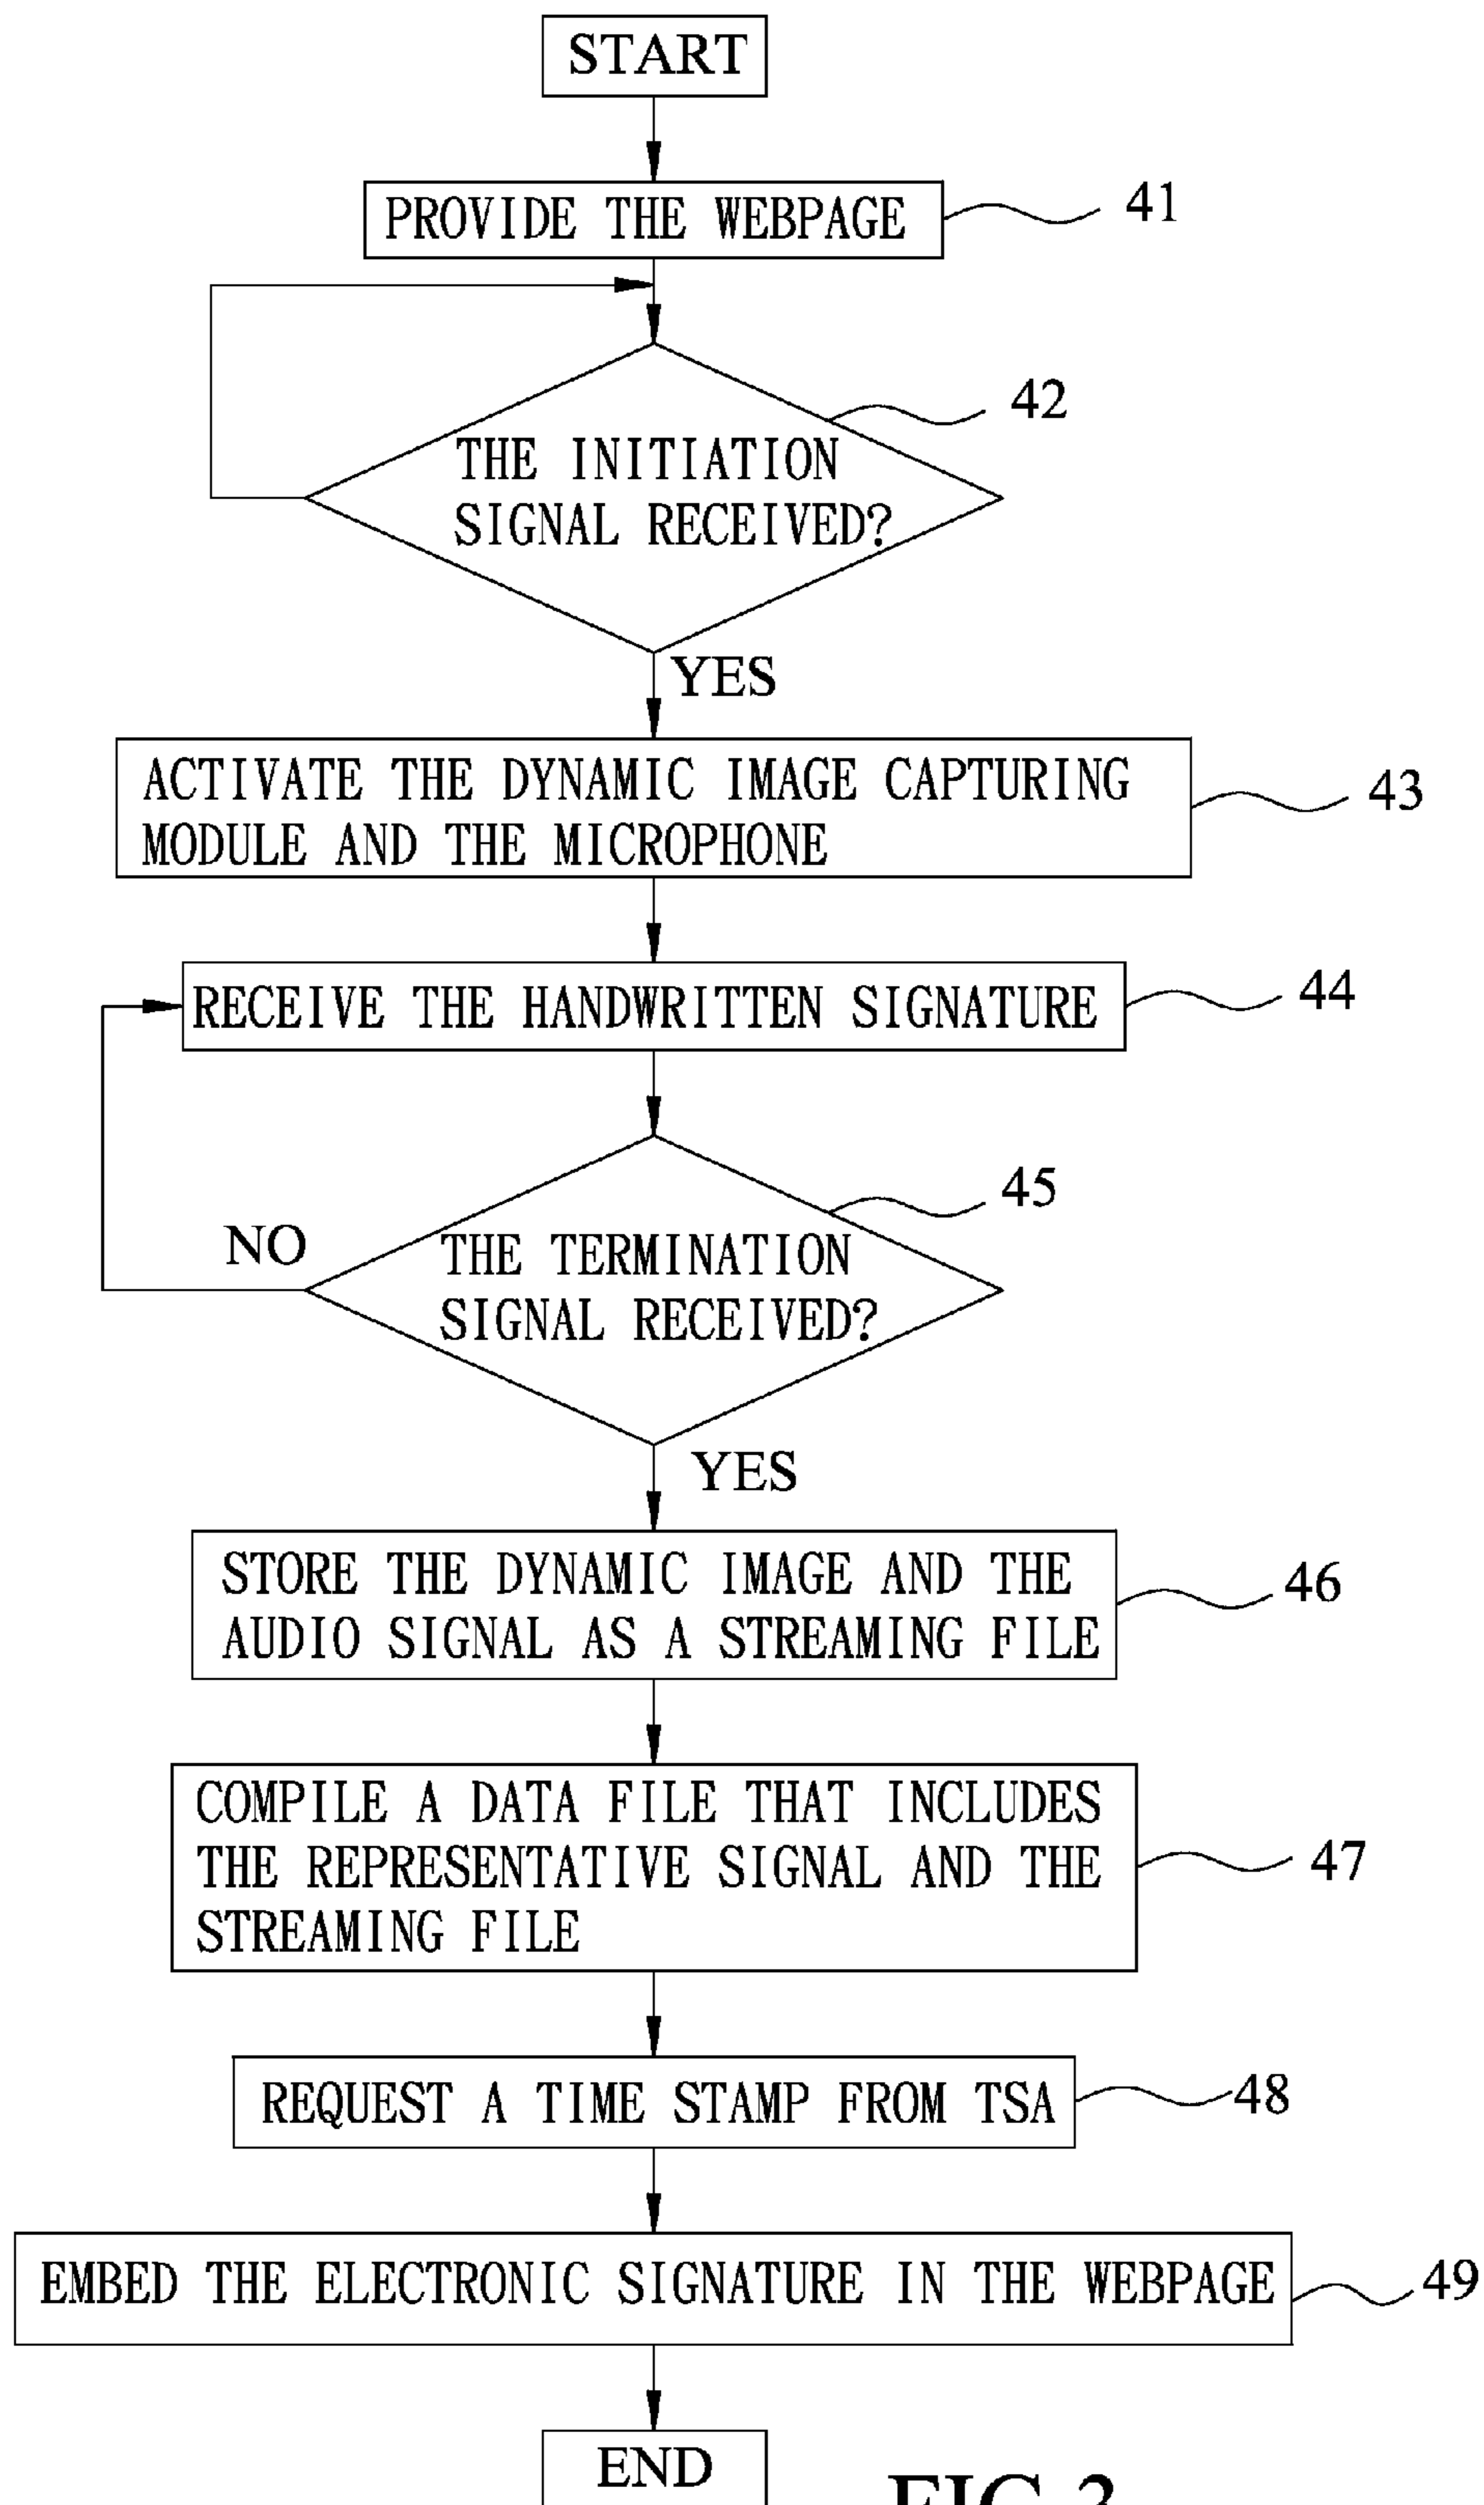 START
PROVIDE THE WEBPAGE
41
42
THE INITIATION
SIGNAL RECEIVED?
YES
ACTIVATE THE DYNAMIC IMAGE CAPTURING
MODULE AND THE MICROPHONE
43
RECEIVE THE HANDWRITTEN SIGNATURE
44
45
NO
THE TERMINATION
SIGNAL RECEIVED?
YES
STORE THE DYNAMIC IMAGE AND THE
AUDIO SIGNAL AS A STREAMING FILE
46
COMPILE A DATA FILE THAT INCLUDES
THE REPRESENTATIVE SIGNAL AND THE
STREAMING FILE
47
REQUEST A TIME STAMP FROM TSA
48
EMBED THE ELECTRONIC SIGNATURE IN THE WEBPAGE
49
END
FIG.3